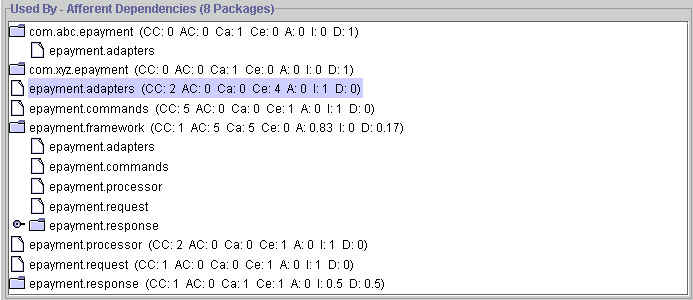 Used By - Afferent Dependencies (8 Packages)
com.abc.epayment (CC: 0 AC: 0 Ca: 1 Ce: 0 A: 0 I: 0 D: 1)
epayment.adapters
com.xyz.epayment (CC: 0 AC: 0 Ca: 1 Ce: 0 A: 0 I: 0 D: 1)
epayment.adapters (CC: 2 AC: 0 Ca: 0 Ce: 4 A: 0 I: 1 D: 0)
epayment.commands (CC: 5 AC: 0 Ca: 0 Ce: 1 A: 0 I: 1 D: 0)
epayment.framework (CC: 1 AC: 5 Ca: 5 Ce: 0 A: 0.83 I: 0 D: 0.17)
epayment.adapters
epayment.commands
epayment.processor
epayment.request
epayment.response
epayment.processor (CC: 2 AC: 0 Ca: 0 Ce: 1 A: 0 I: 1 D: 0)
epayment.request (CC: 1 AC: 0 Ca: 0 Ce: 1 A: 0 I: 1 D: 0)
epayment.response (CC: 1 AC: 0 Ca: 1 Ce: 1 A: 0 I: 0.5 D: 0.5)